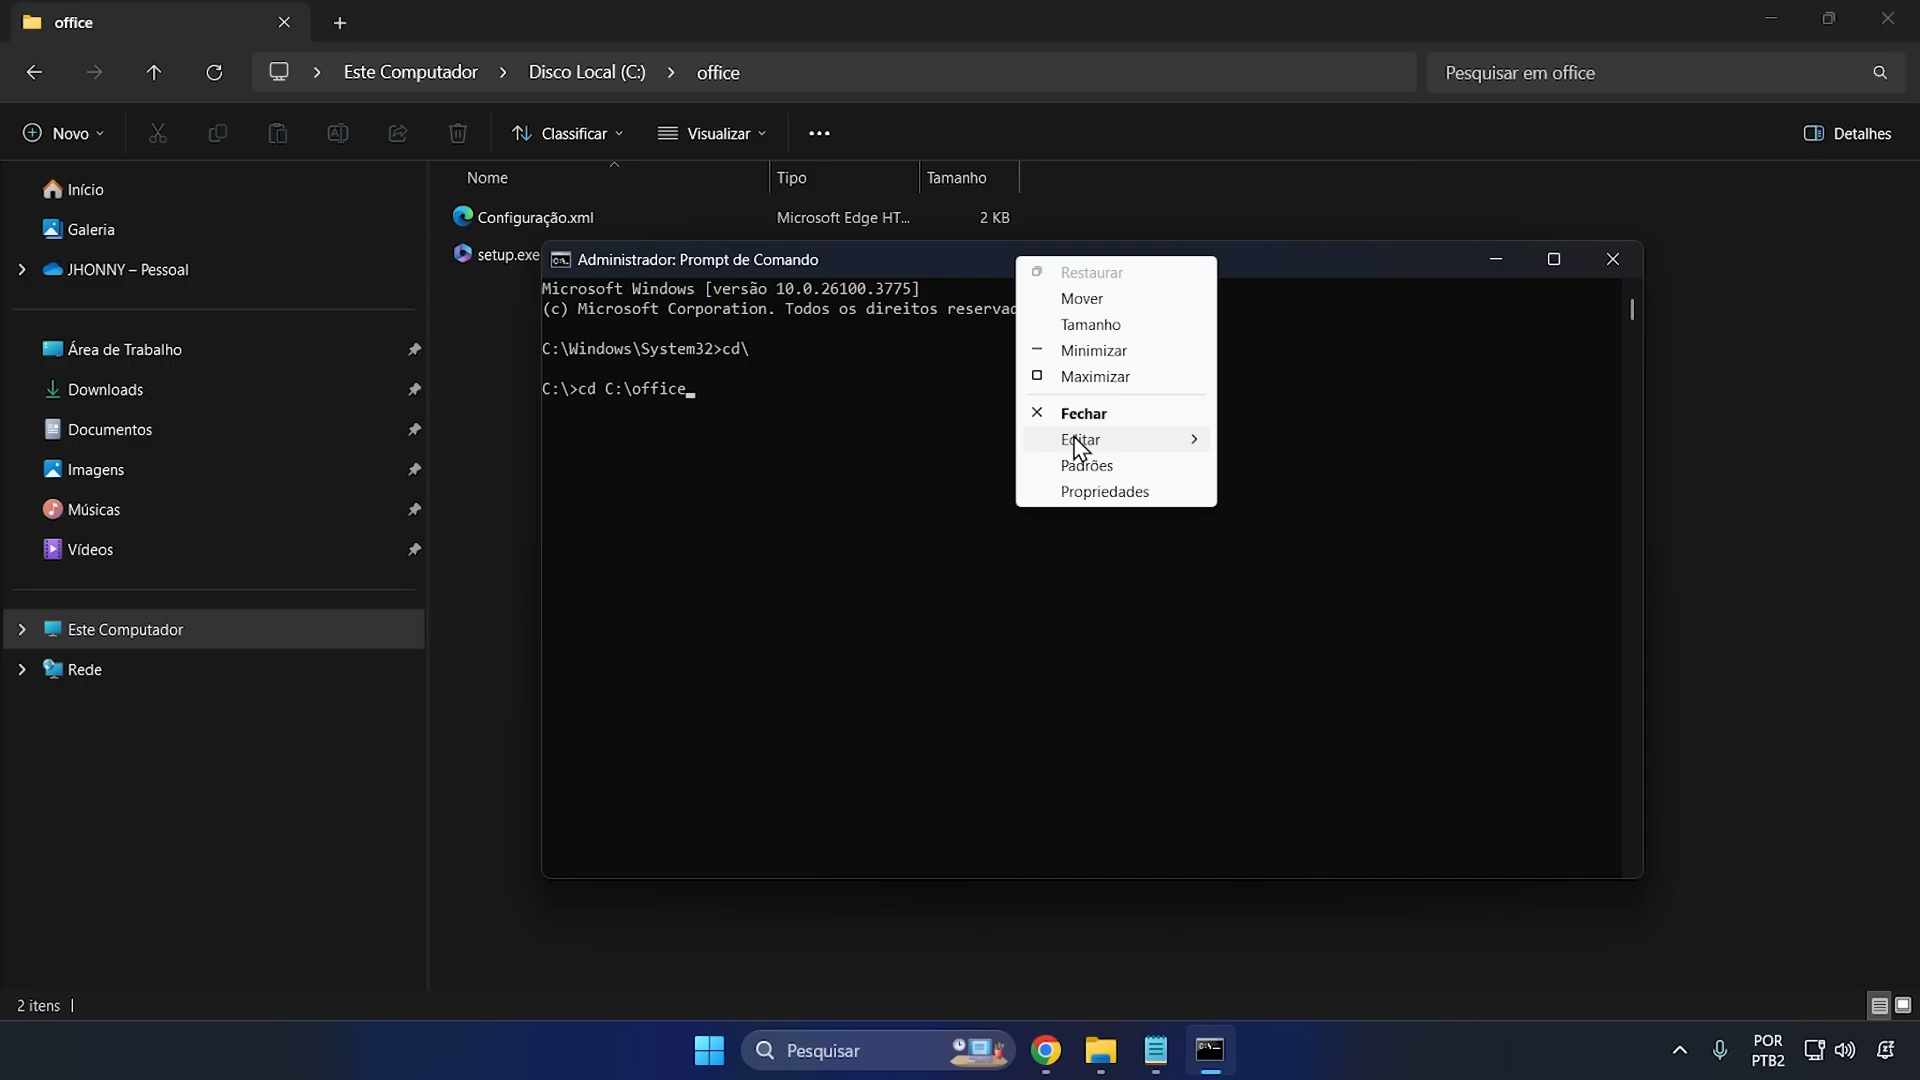 office
Este Computador > Disco Local (C:) > office
Pesquisar em office
Novo
Classificar
Visualizar
Detalhes
Início
Galeria
JHONNY – Pessoal
Área de Trabalho
Downloads
Documentos
Imagens
Músicas
Vídeos
Este Computador
Rede
Nome Tipo Tamanho
Configuração.xml Microsoft Edge HT... 2 KB
setup.exe
Administrador: Prompt de Comando
Microsoft Windows [versão 10.0.26100.3775]
(c) Microsoft Corporation. Todos os direitos reservad
C:\Windows\System32>cd\
C:\>cd C:\office_
Restaurar
Mover
Tamanho
Minimizar
Maximizar
Fechar
Editar
Padrões
Propriedades
2 itens
Pesquisar
POR
PTB2